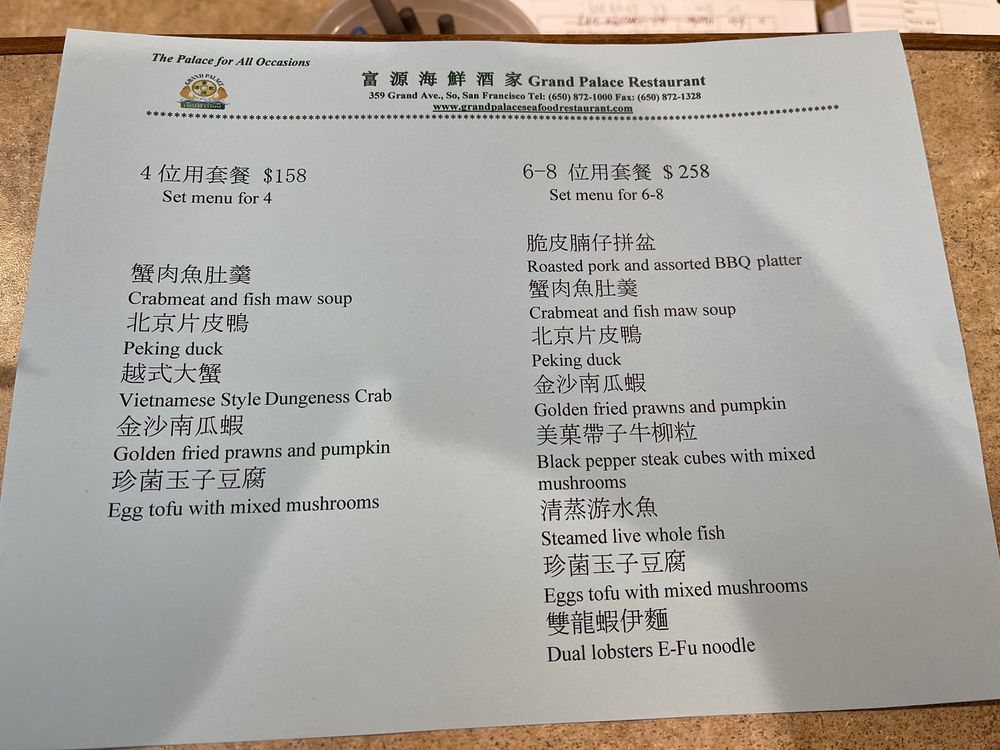 The Palace for All Occasions
GRAND PALACE
富源海鮮酒家 Grand Palace Restaurant
359 Grand Ave., So, San Francisco Tel: (650) 872-1000 Fax: (650) 872-1328
www.grandpalaceseafoodrestaurant.com
4 位用套餐 $158
Set menu for 4
蟹肉魚肚羹
Crabmeat and fish maw soup
北京片皮鴨
Peking duck
越式大蟹
Vietnamese Style Dungeness Crab
金沙南瓜蝦
Golden fried prawns and pumpkin
珍菌玉子豆腐
Egg tofu with mixed mushrooms
6-8 位用套餐 $ 258
Set menu for 6-8
脆皮腩仔拼盆
Roasted pork and assorted BBQ platter
蟹肉魚肚羹
Crabmeat and fish maw soup
北京片皮鴨
Peking duck
金沙南瓜蝦
Golden fried prawns and pumpkin
美菓帶子牛柳粒
Black pepper steak cubes with mixed
mushrooms
清蒸游水魚
Steamed live whole fish
珍菌玉子豆腐
Eggs tofu with mixed mushrooms
雙龍蝦伊麵
Dual lobsters E-Fu noodle